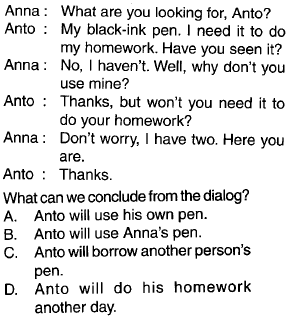 Anna : What are you looking for, Anto?
Anto : My black-ink pen. I need it to do
my homework. Have you seen it?
Anna : No, I haven't. Well, why don't you
use mine?
Anto : Thanks, but won't you need it to
do your homework?
Anna : Don't worry, I have two. Here you
are.
Anto : Thanks.
What can we conclude from the dialog?
A. Anto will use his own pen.
B. Anto will use Anna's pen.
C. Anto will borrow another person's
pen.
D. Anto will do his homework
another day.